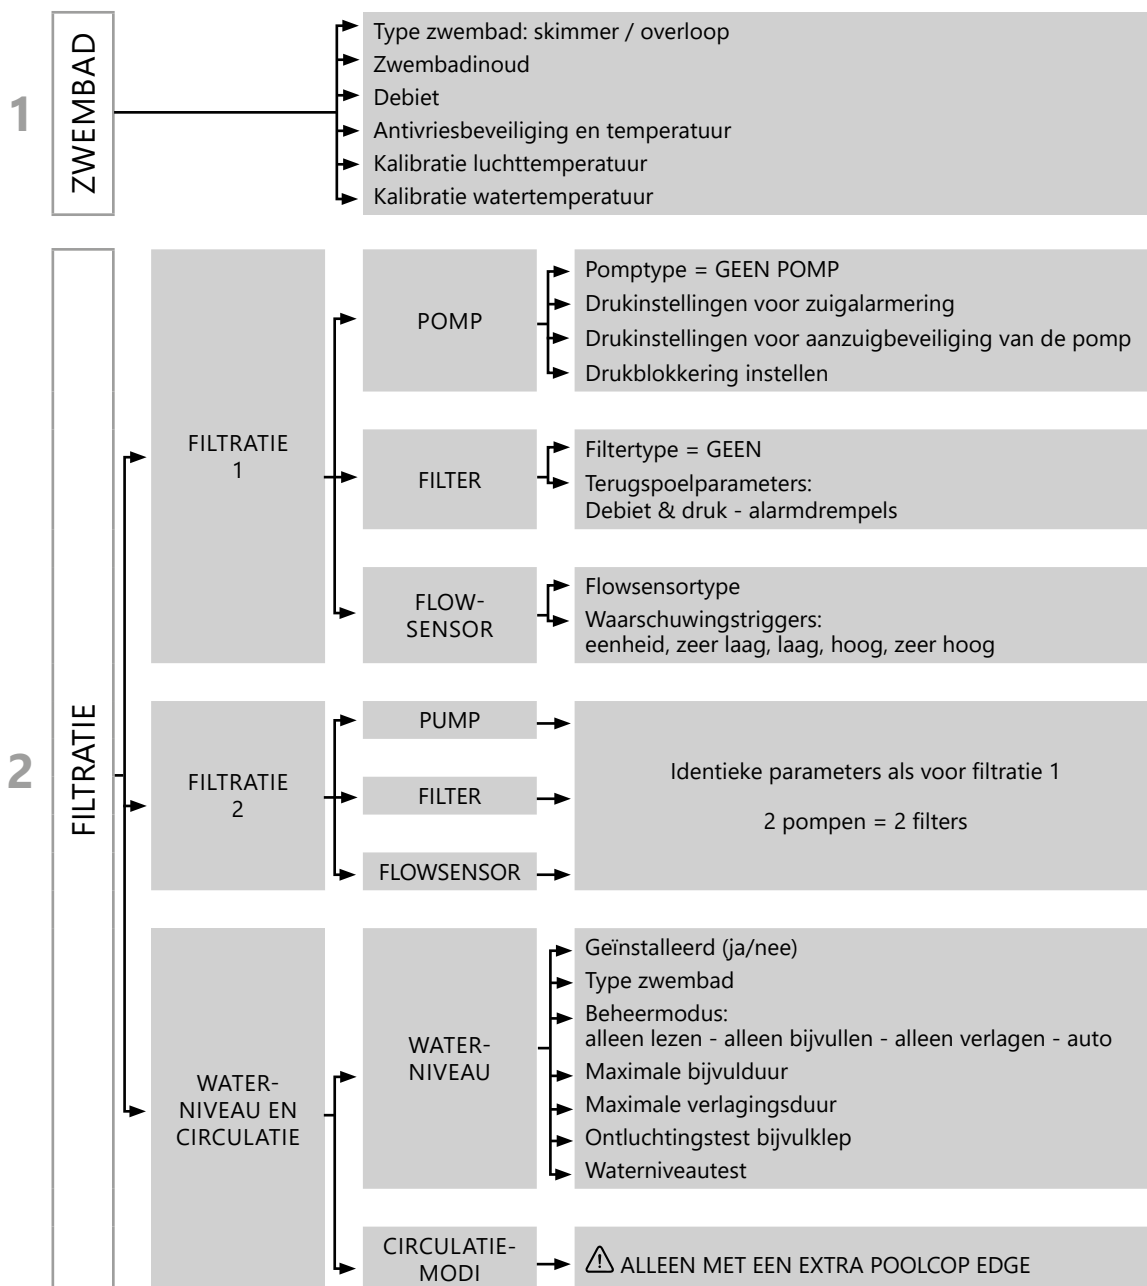 1
ZWEMBAD
Type zwembad: skimmer / overloop
Zwembadinoud
Debiet
Antivriesbeveiliging en temperatuur
Kalibratie luchttemperatuur
Kalibratie watertemperatuur
2
FILTRATIE
FILTRATIE
1
POMP
Pomptype = GEEN POMP
Drukinstellingen voor zuigalarmering
Drukinstellingen voor aanzuigbeveiliging van de pomp
Drukblokkering instellen
FILTER
Filtertype = GEEN
Terugspoelparameters:
Debiet & druk - alarmdrempels
FLOW-
SENSOR
Flowsensortype
Waarschuwingstriggers:
eenheid, zeer laag, laag, hoog, zeer hoog
FILTRATIE
2
PUMP
FILTER
FLOWSENSOR
Identieke parameters als voor filtratie 1
2 pompen = 2 filters
WATER-
NIVEAU EN
CIRCULATIE
WATER-
NIVEAU
Geïnstalleerd (ja/nee)
Type zwembad
Beheermodus:
alleen lezen - alleen bijvullen - alleen verlagen - auto
Maximale bijvulduur
Maximale verlagingsduur
Ontluchtingstest bijvulklep
Waterniveautest
CIRCULATIE-
MODI
⚠ ALLEEN MET EEN EXTRA POOLCOP EDGE